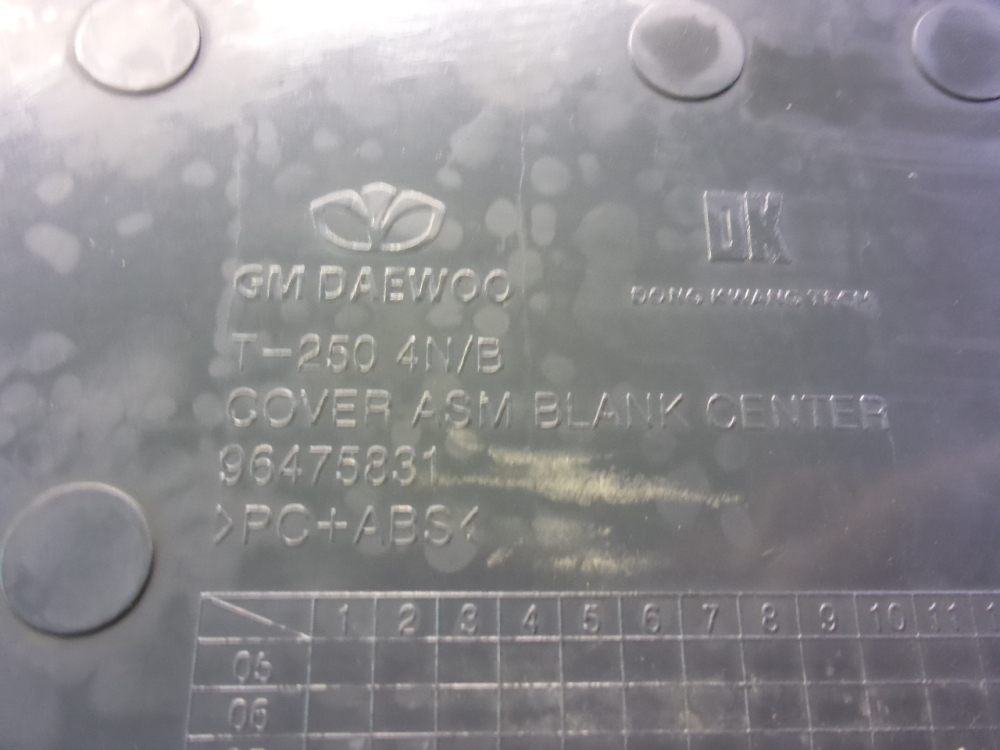 DK
GM DAEWOO
DONG KWANG TECH
T-250 4N/B
COVER ASM BLANK CENTER
96475831
>PC+ABS<
1 2 3 4 5 6 7 8 9 10 11
05
06